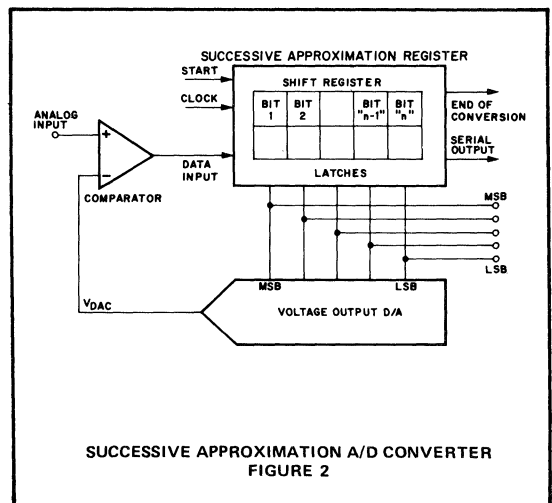 SUCCESSIVE APPROXIMATION REGISTER
START
CLOCK
SHIFT REGISTER
BIT 1
BIT 2
BIT "n-1"
BIT "n"
LATCHES
END OF
CONVERSION
SERIAL
OUTPUT
ANALOG
INPUT
+
−
COMPARATOR
DATA
INPUT
MSB
LSB
MSB
LSB
VDAC
VOLTAGE OUTPUT D/A
SUCCESSIVE APPROXIMATION A/D CONVERTER
FIGURE 2